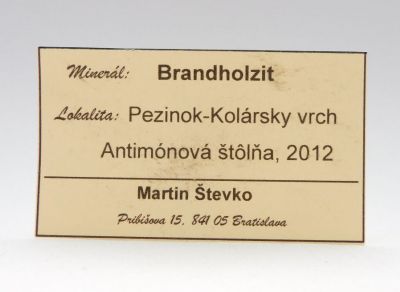 Minerál: Brandholzit
Lokalita: Pezinok-Kolársky vrch
Antimónová štôlňa, 2012
Martin Števko
Pribišova 15, 841 05 Bratislava